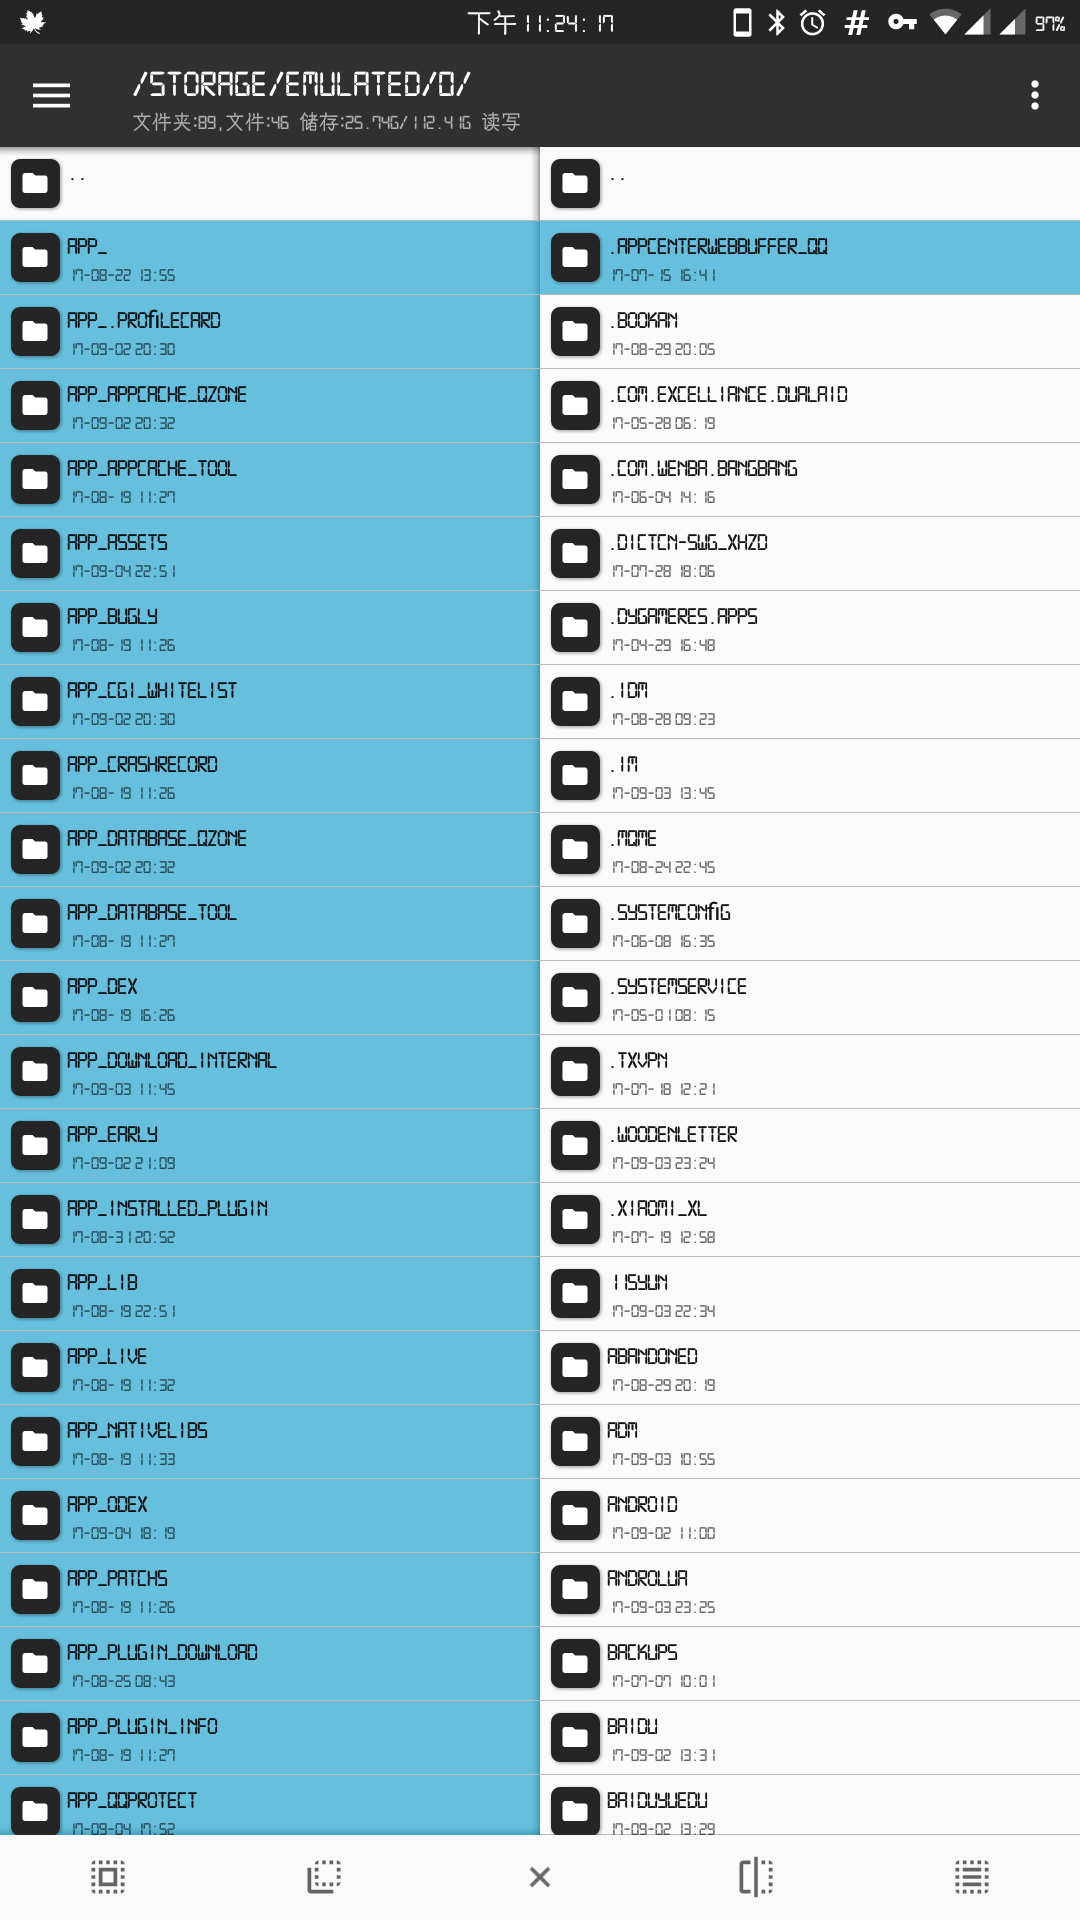 下午 11:24:17
97%
/STORAGE/EMULATED/0/
文件夹:89,文件:46 储存:25.74G/112.41G 读写
..
APP_
17-08-22 13:55
APP_.PROfiLECARD
17-09-02 20:30
APP_APPCACHE_QZONE
17-09-02 20:32
APP_APPCACHE_TOOL
17-08-19 11:27
APP_ASSETS
17-09-04 22:51
APP_BUGLY
17-08-19 11:26
APP_CGI_WHITELIST
17-09-02 20:30
APP_CRASHRECORD
17-08-19 11:26
APP_DATABASE_QZONE
17-09-02 20:32
APP_DATABASE_TOOL
17-08-19 11:27
APP_DEX
17-08-19 16:26
APP_DOWNLOAD_INTERNAL
17-09-03 11:45
APP_EARLY
17-09-02 21:09
APP_INSTALLED_PLUGIN
17-08-31 20:52
APP_LIB
17-08-19 22:51
APP_LIVE
17-08-19 11:32
APP_NATIVELIBS
17-08-19 11:33
APP_ODEX
17-09-04 18:19
APP_PATCHS
17-08-19 11:26
APP_PLUGIN_DOWNLOAD
17-08-25 08:43
APP_PLUGIN_INFO
17-08-19 11:27
APP_QQPROTECT
17-09-04 17:52
..
.APPCENTERWEBBUFFER_QQ
17-07-15 16:41
.BOOKAN
17-08-29 20:05
.COM.EXCELLIANCE.DUALAID
17-05-28 06:19
.COM.WENBA.BANGBANG
17-06-04 14:16
.DICTCN-SWG_XHZD
17-07-28 18:06
.DYGAMERES.APPS
17-04-29 16:48
.IDM
17-08-28 09:23
.IM
17-09-03 13:45
.MQME
17-08-24 22:45
.SYSTEMCONfiG
17-06-08 16:35
.SYSTEMSERVICE
17-05-01 08:15
.TXVPN
17-07-18 12:21
.WOODENLETTER
17-09-03 23:24
.XIAOMI_XL
17-07-19 12:58
115YUN
17-09-03 22:34
ABANDONED
17-08-29 20:19
ADM
17-09-03 10:55
ANDROID
17-09-02 11:00
ANDROLUA
17-09-03 23:25
BACKUPS
17-07-07 10:01
BAIDU
17-09-02 13:31
BAIDUYUEDU
17-09-02 13:29